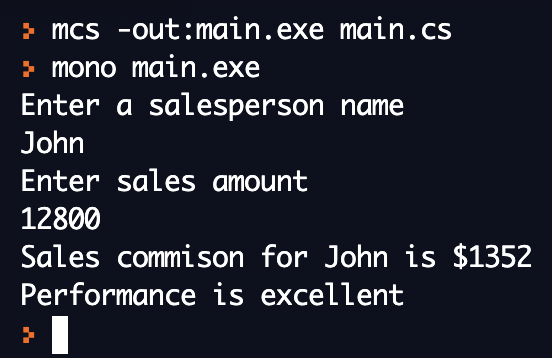 > mcs -out:main.exe main.cs
> mono main.exe
Enter a salesperson name
John
Enter sales amount
12800
Sales commison for John is $1352
Performance is excellent
>